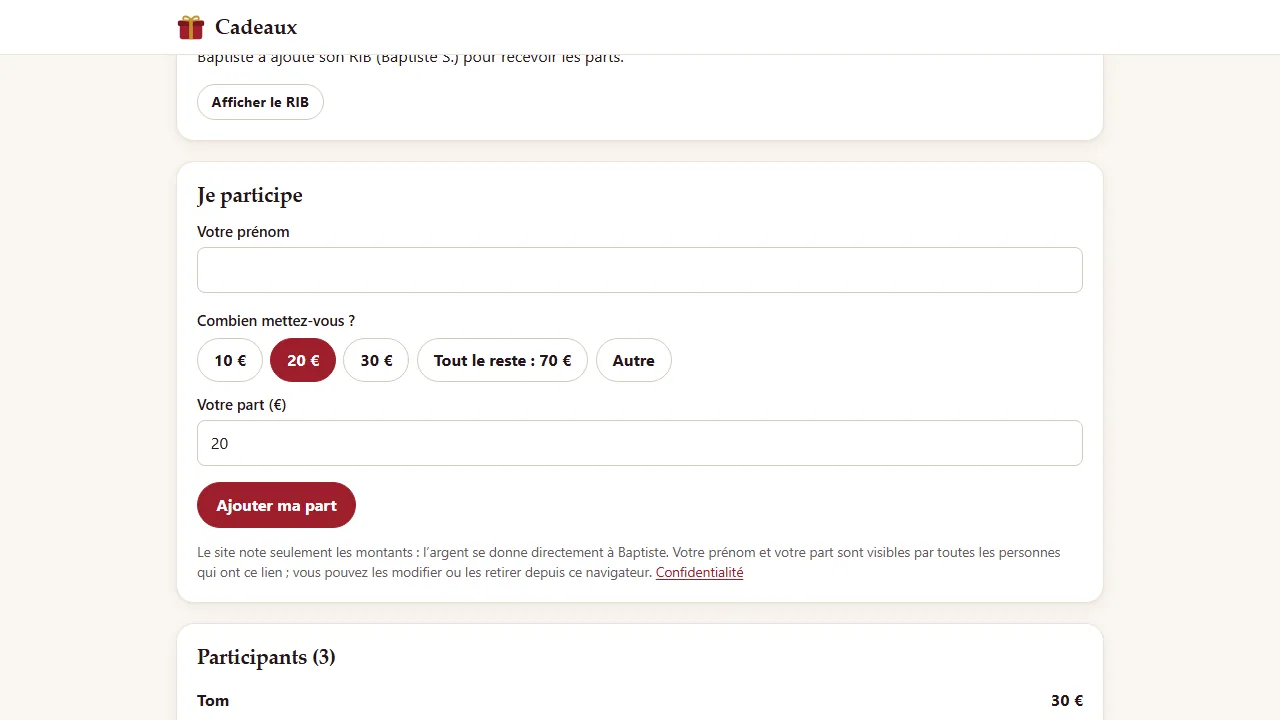 Cadeaux
Baptiste a ajouté son RIB (Baptiste S.) pour recevoir les parts.
Afficher le RIB
Je participe
Votre prénom
Combien mettez-vous ?
10 €
20 €
30 €
Tout le reste : 70 €
Autre
Votre part (€)
20
Ajouter ma part
Le site note seulement les montants : l’argent se donne directement à Baptiste. Votre prénom et votre part sont visibles par toutes les personnes
qui ont ce lien ; vous pouvez les modifier ou les retirer depuis ce navigateur. Confidentialité
Participants (3)
Tom
30 €